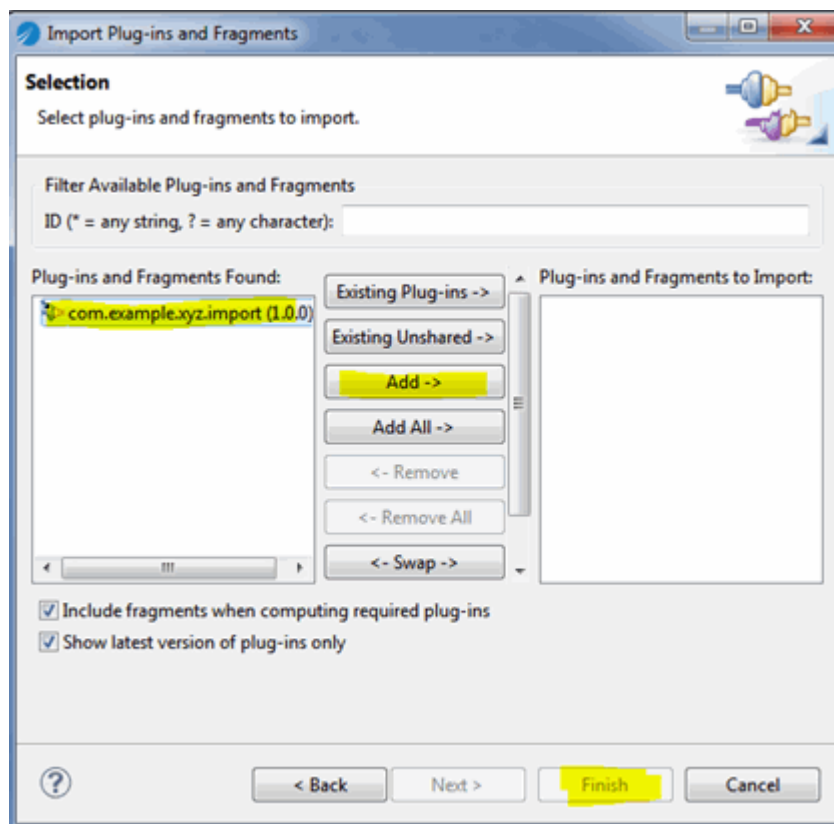 Import Plug-ins and Fragments
Selection
Select plug-ins and fragments to import.
Filter Available Plug-ins and Fragments
ID (* = any string, ? = any character):
Plug-ins and Fragments Found:
com.example.xyz.import (1.0.0)
Existing Plug-ins ->
Existing Unshared ->
Add ->
Add All ->
<- Remove
<- Remove All
<- Swap ->
Plug-ins and Fragments to Import:
Include fragments when computing required plug-ins
Show latest version of plug-ins only
?
< Back
Next >
Finish
Cancel